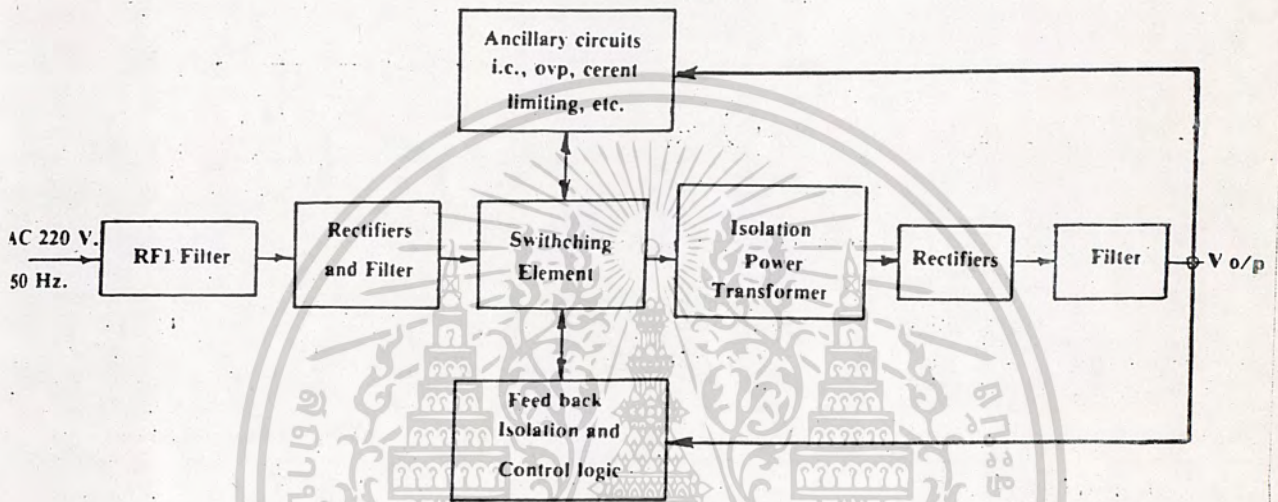 Ancillary circuits
i.c., ovp, cerent
limiting, etc.
AC 220 V.
50 Hz.
RF1 Filter
Rectifiers
and Filter
Swithching
Element
Isolation
Power
Transformer
Rectifiers
Filter
V o/p
Feed back
Isolation and
Control logic